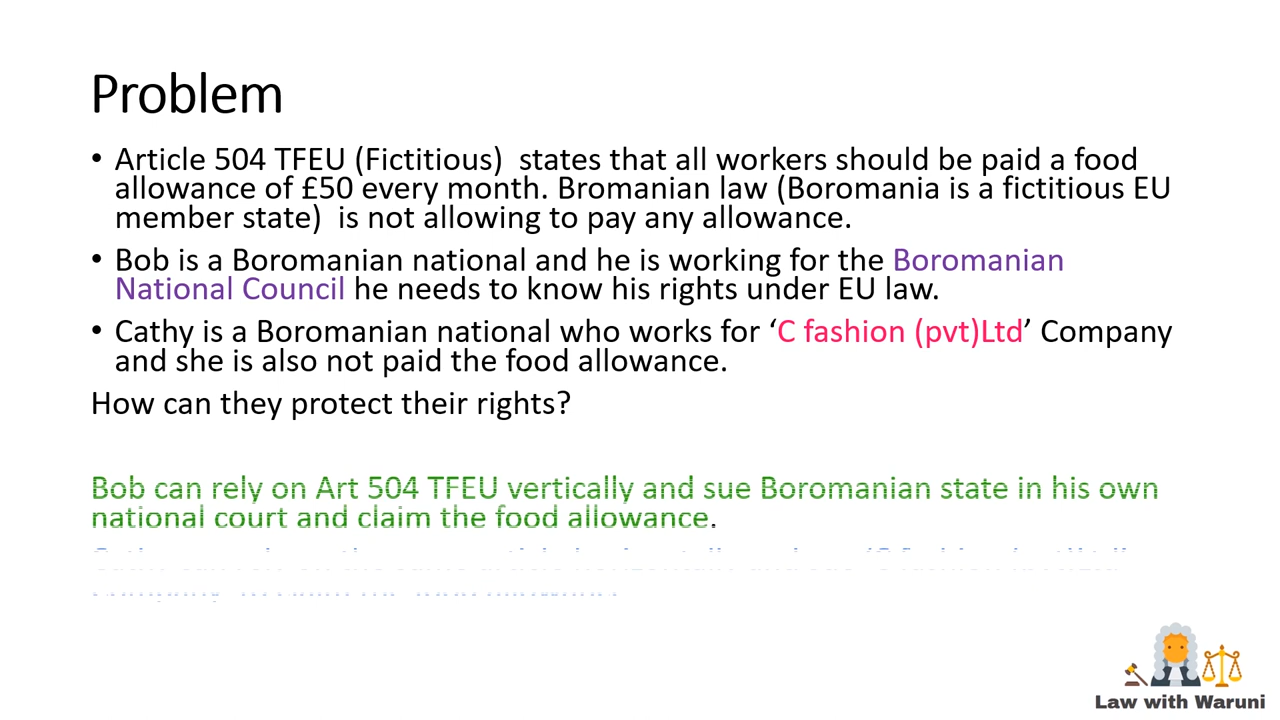 Problem
• Article 504 TFEU (Fictitious)  states that all workers should be paid a food
allowance of £50 every month. Bromanian law (Boromania is a fictitious EU
member state)  is not allowing to pay any allowance.
• Bob is a Boromanian national and he is working for the Boromanian
National Council he needs to know his rights under EU law.
• Cathy is a Boromanian national who works for ‘C fashion (pvt)Ltd’ Company
and she is also not paid the food allowance.
How can they protect their rights?
Bob can rely on Art 504 TFEU vertically and sue Boromanian state in his own
national court and claim the food allowance.
Law with Waruni